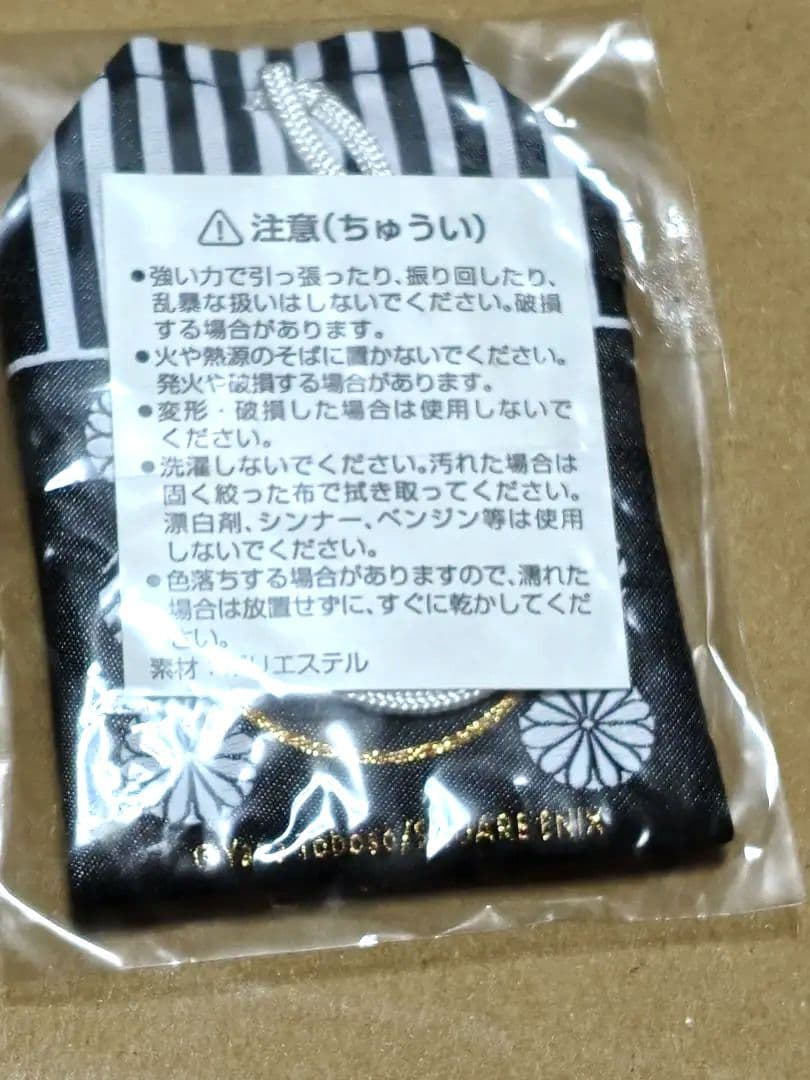 ⚠注意(ちゅうい)
●強い力で引っ張ったり、振り回したり、
乱暴な扱いはしないでください。破損
する場合があります。
●火や熱源のそばに置かないでください。
発火や破損する場合があります。
●変形・破損した場合は使用しないで
ください。
●洗濯しないでください。汚れた場合は
固く絞った布で拭き取ってください。
漂白剤、シンナー、ベンジン等は使用
しないでください。
●色落ちする場合がありますので、濡れた
場合は放置せずに、すぐに乾かしてくだ
さい。
素材:ポリエステル
ENIX